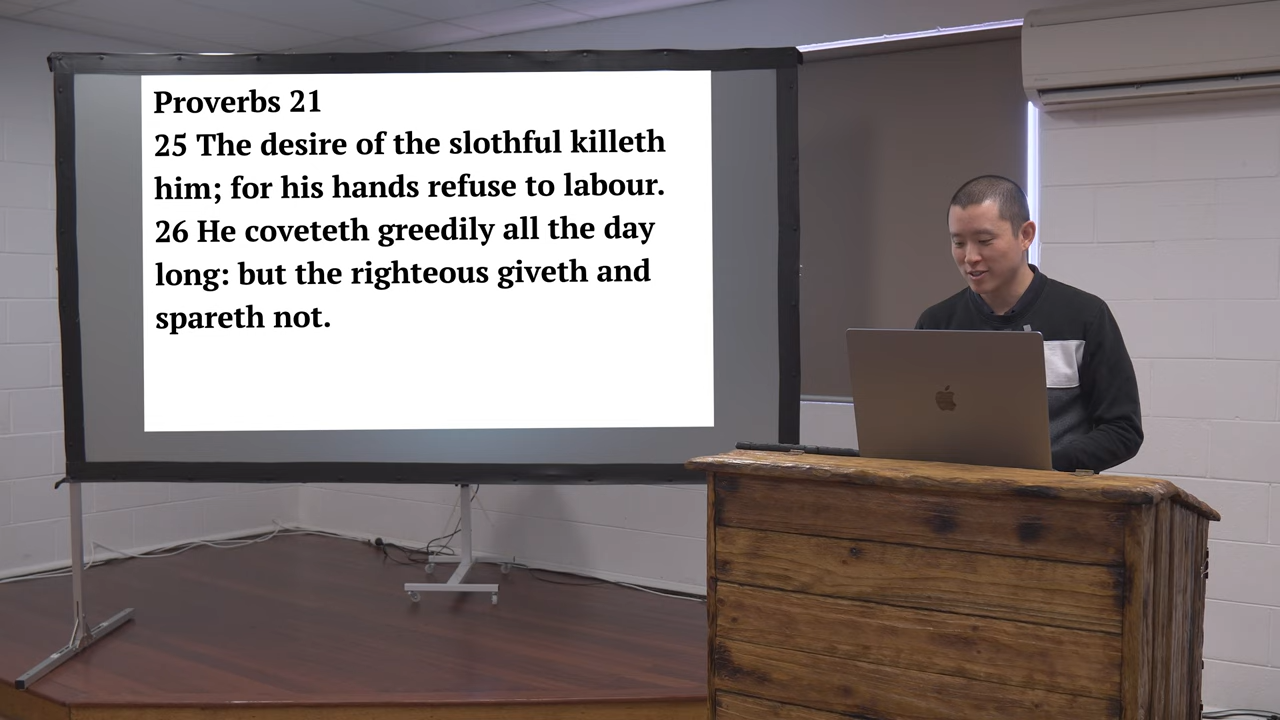 Proverbs 21
25 The desire of the slothful killeth
him; for his hands refuse to labour.
26 He coveteth greedily all the day
long: but the righteous giveth and
spareth not.